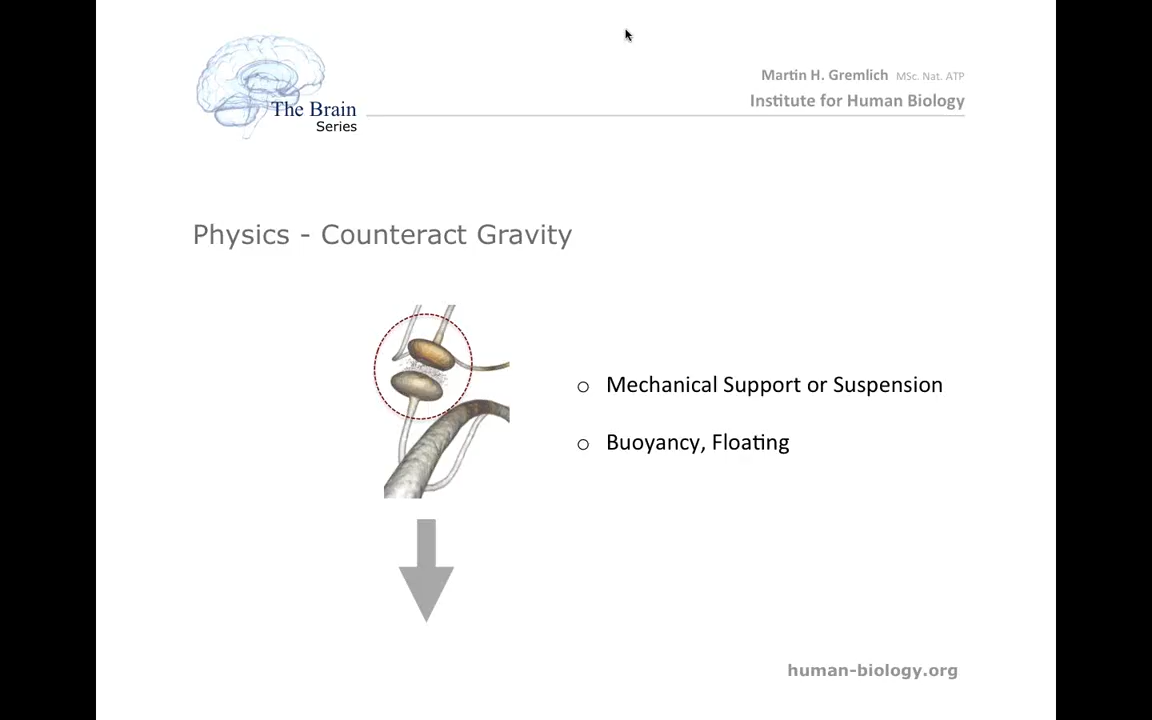 The Brain
Series
Martin H. Gremlich MSc. Nat. ATP
Institute for Human Biology
Physics - Counteract Gravity
o Mechanical Support or Suspension
o Buoyancy, Floating
human-biology.org